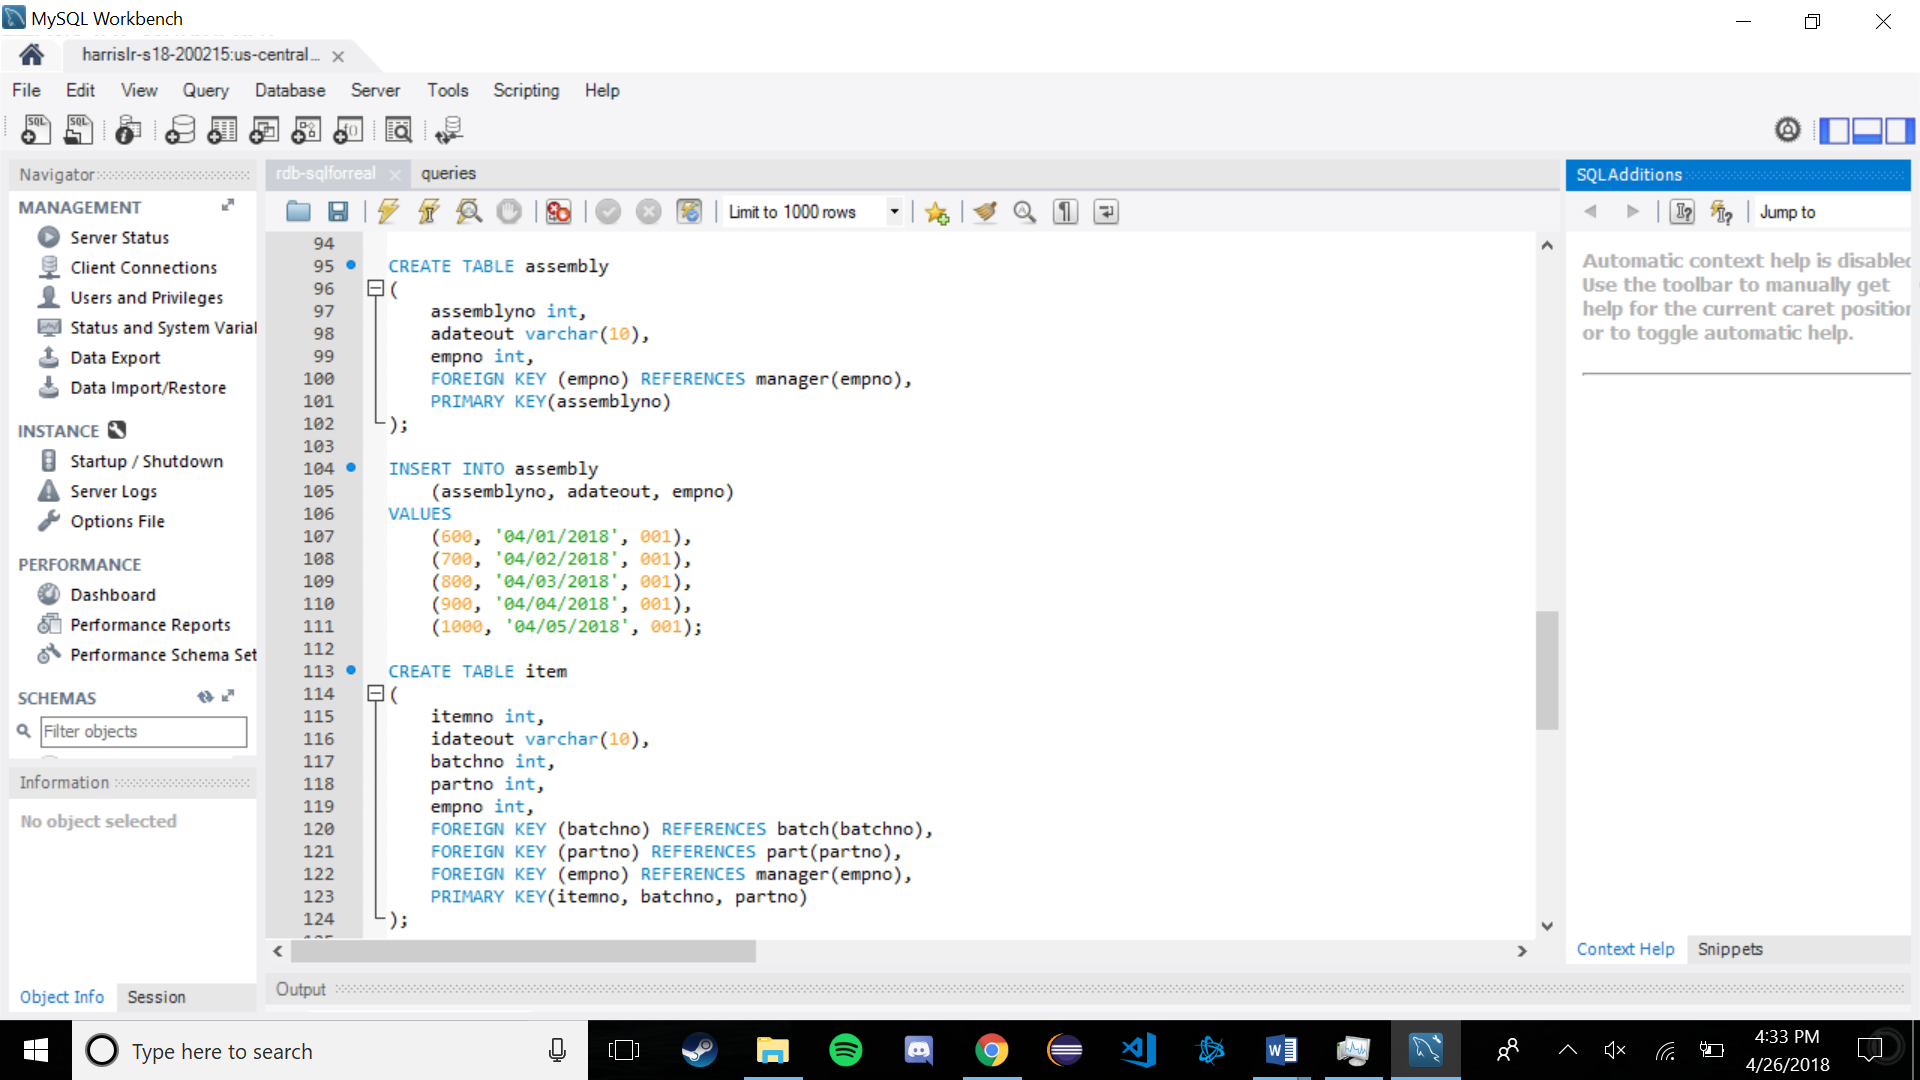 MySQL Workbench
harrislr-s18-200215:us-central...
File Edit View Query Database Server Tools Scripting Help
Navigator
MANAGEMENT
Server Status
Client Connections
Users and Privileges
Status and System Varial
Data Export
Data Import/Restore
INSTANCE
Startup / Shutdown
Server Logs
Options File
PERFORMANCE
Dashboard
Performance Reports
Performance Schema Set
SCHEMAS
Filter objects
Information
No object selected
Object Info Session
rdb-sqlforreal queries
Limit to 1000 rows
94
95 CREATE TABLE assembly
96 (
97 assemblyno int,
98 adateout varchar(10),
99 empno int,
100 FOREIGN KEY (empno) REFERENCES manager(empno),
101 PRIMARY KEY(assemblyno)
102 );
103
104 INSERT INTO assembly
105 (assemblyno, adateout, empno)
106 VALUES
107 (600, '04/01/2018', 001),
108 (700, '04/02/2018', 001),
109 (800, '04/03/2018', 001),
110 (900, '04/04/2018', 001),
111 (1000, '04/05/2018', 001);
112
113 CREATE TABLE item
114 (
115 itemno int,
116 idateout varchar(10),
117 batchno int,
118 partno int,
119 empno int,
120 FOREIGN KEY (batchno) REFERENCES batch(batchno),
121 FOREIGN KEY (partno) REFERENCES part(partno),
122 FOREIGN KEY (empno) REFERENCES manager(empno),
123 PRIMARY KEY(itemno, batchno, partno)
124 );
Output
SQLAdditions
Jump to
Automatic context help is disabled
Use the toolbar to manually get
help for the current caret position
or to toggle automatic help.
Context Help Snippets
Type here to search
4:33 PM
4/26/2018